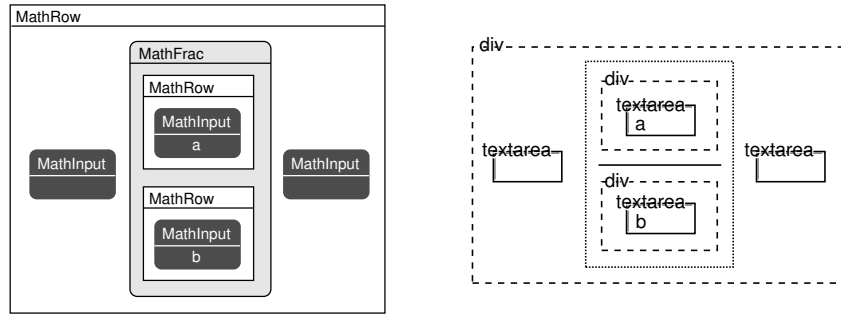 MathRow
MathFrac
MathRow
MathInput
a
MathInput
MathInput
MathRow
MathInput
b
div
div
textarea
a
textarea
textarea
div
textarea
b